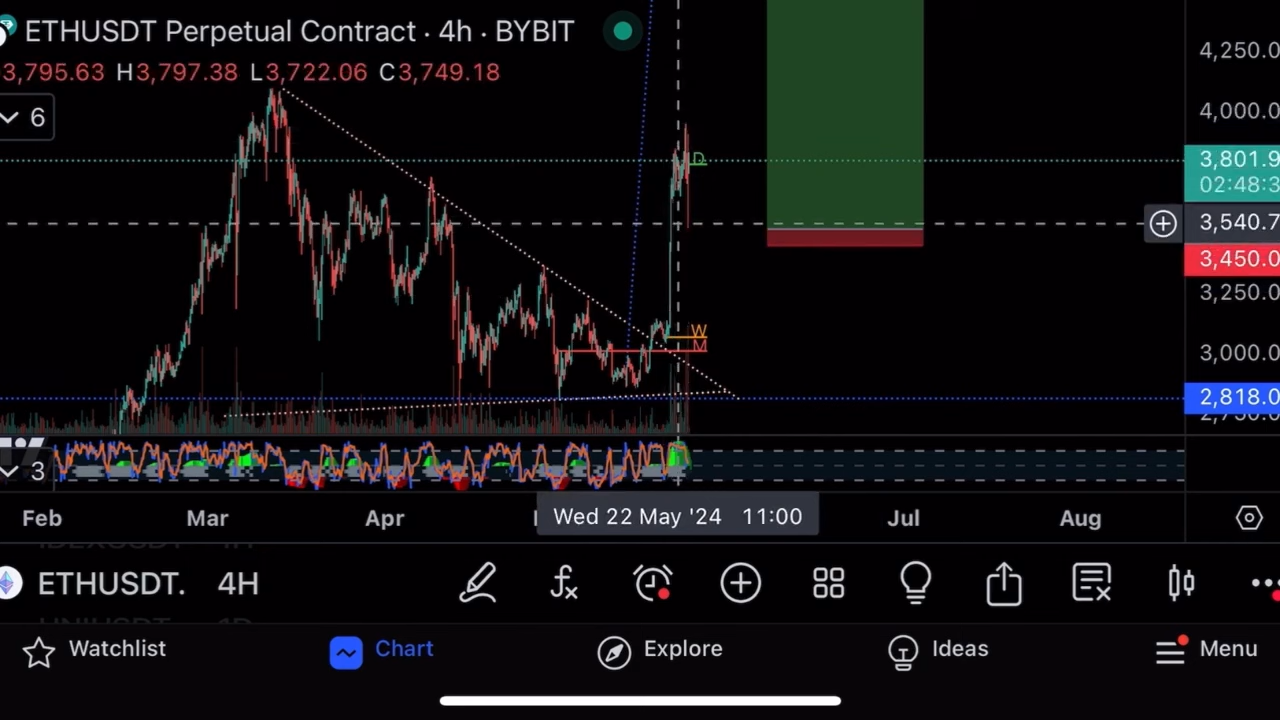 ETHUSDT Perpetual Contract · 4h · BYBIT
3,795.63 H3,797.38 L3,722.06 C3,749.18
6
4,250.0
4,000.0
D
3,801.9
02:48:3
3,540.7
3,450.0
3,250.0
W
M
3,000.0
2,818.0
3
Feb Mar Apr Wed 22 May '24 11:00 Jul Aug
ETHUSDT. 4H
Watchlist Chart Explore Ideas Menu